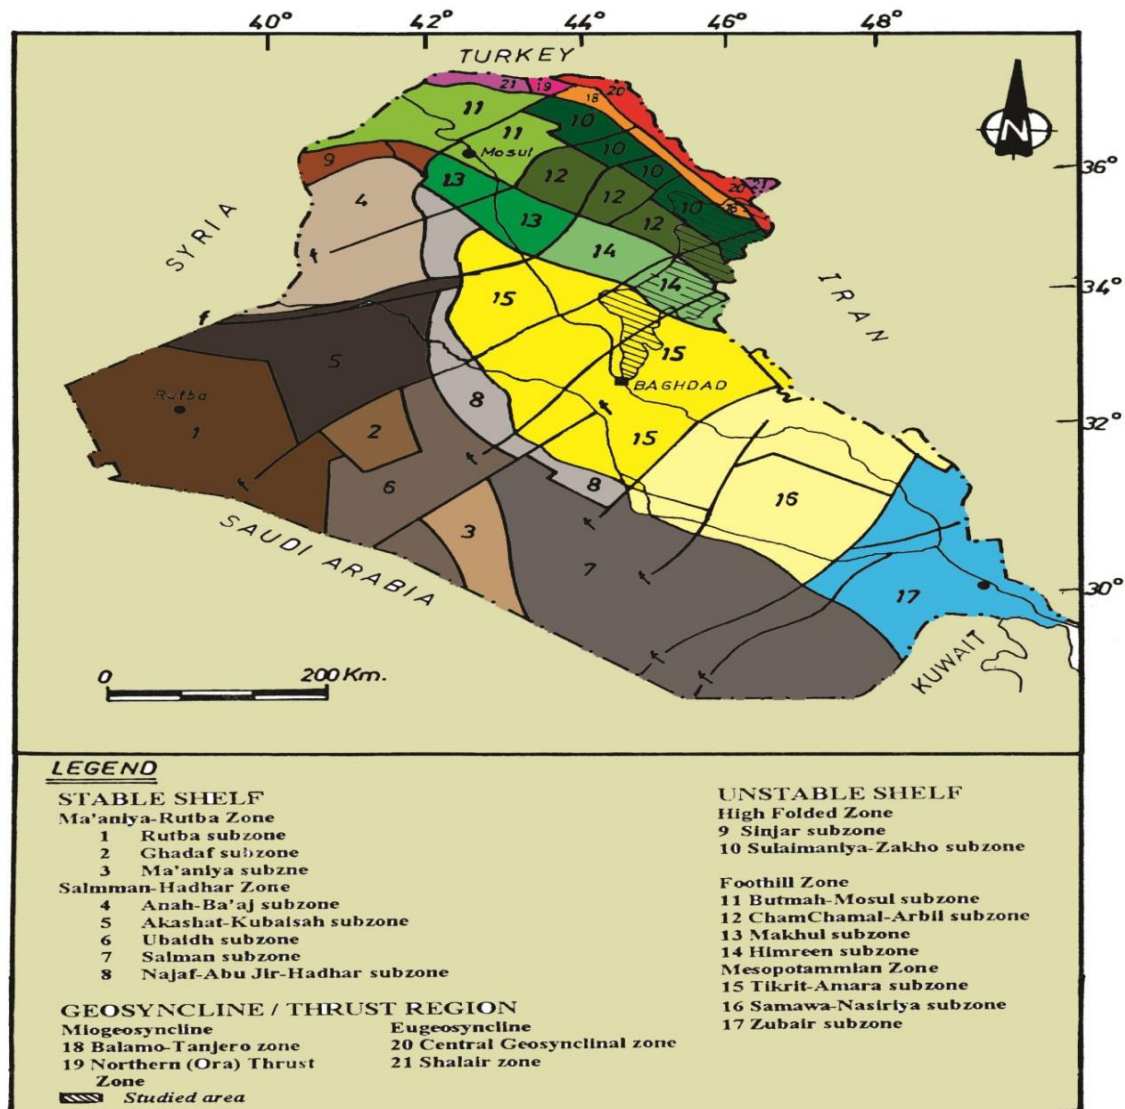 40° 42° 44° 46° 48°
TURKEY
21 19 20
18
11 10
11 10
Mosul 36°
9 12 10 20
13 12 10 18
4 12
13
SYRIA
14
f
IRAN
14 34°
15
f
15
5
BAGHDAD
Rutba 8
32°
1 2 f
15
f
f 6 8 16
SAUDI ARABIA
3 f
7 f 30°
17
f KUWAIT
f
0 200 Km.
N
LEGEND
STABLE SHELF
Ma'aniya-Rutba Zone
1 Rutba subzone
2 Ghadaf subzone
3 Ma'aniya subzne
Salmman-Hadhar Zone
4 Anah-Ba'aj subzone
5 Akashat-Kubaisah subzone
6 Ubaidh subzone
7 Salman subzone
8 Najaf-Abu Jir-Hadhar subzone
GEOSYNCLINE / THRUST REGION
Miogeosyncline
18 Balamo-Tanjero zone
19 Northern (Ora) Thrust
Zone
Studied area
Eugeosyncline
20 Central Geosynclinal zone
21 Shalair zone
UNSTABLE SHELF
High Folded Zone
9 Sinjar subzone
10 Sulaimaniya-Zakho subzone
Foothill Zone
11 Butmah-Mosul subzone
12 ChamChamal-Arbil subzone
13 Makhul subzone
14 Himreen subzone
Mesopotammian Zone
15 Tikrit-Amara subzone
16 Samawa-Nasiriya subzone
17 Zubair subzone